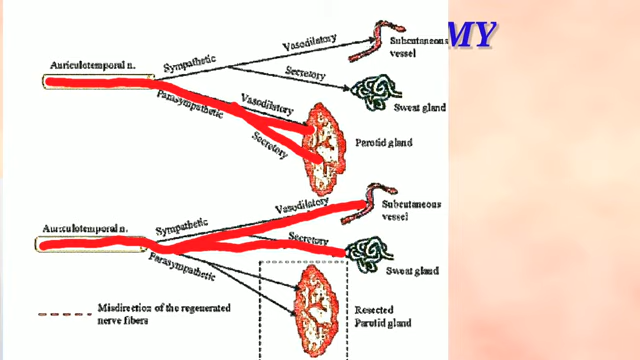 MY
Auriculotemporal n.
Sympathetic
Vasodilatory
Subcutaneous
vessel
Secretory
Sweat gland
Parasympathetic
Vasodilatory
Secretory
Parotid gland
Auriculotemporal n.
Sympathetic
Vasodilatory
Subcutaneous
vessel
Secretory
Sweat gland
Parasympathetic
Misdirection of the regenerated
nerve fibers
Resected
Parotid gland